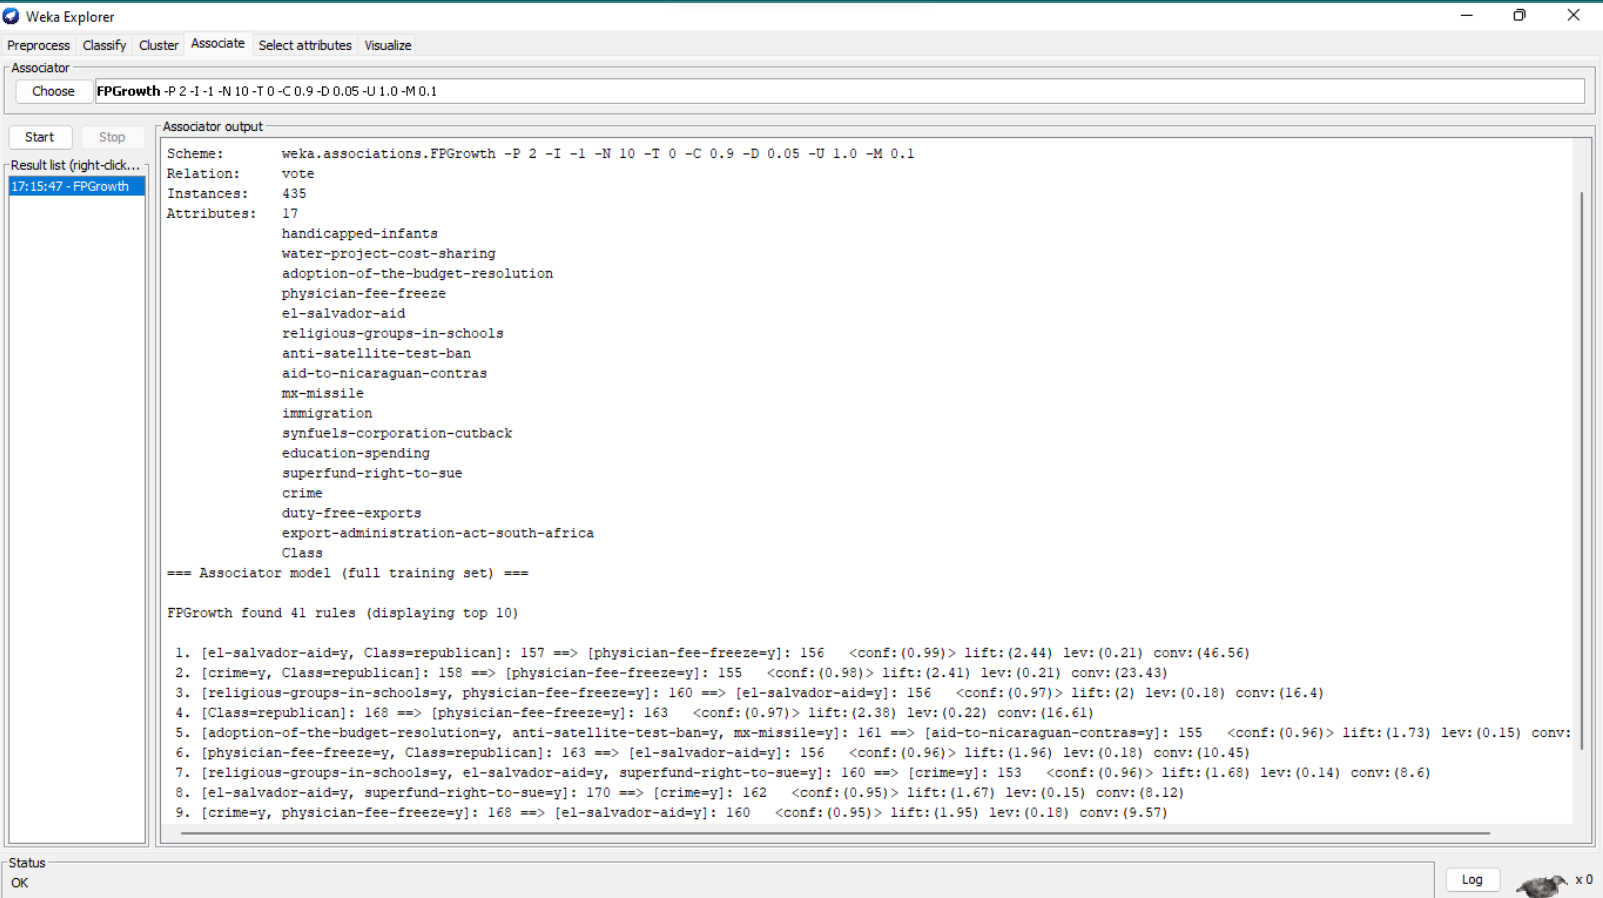 Weka Explorer
Preprocess Classify Cluster Associate Select attributes Visualize
Associator
Choose FPGrowth -P 2 -I -1 -N 10 -T 0 -C 0.9 -D 0.05 -U 1.0 -M 0.1
Start Stop
Result list (right-click...
17:15:47 - FPGrowth
Associator output
Scheme: weka.associations.FPGrowth -P 2 -I -1 -N 10 -T 0 -C 0.9 -D 0.05 -U 1.0 -M 0.1
Relation: vote
Instances: 435
Attributes: 17
handicapped-infants
water-project-cost-sharing
adoption-of-the-budget-resolution
physician-fee-freeze
el-salvador-aid
religious-groups-in-schools
anti-satellite-test-ban
aid-to-nicaraguan-contras
mx-missile
immigration
synfuels-corporation-cutback
education-spending
superfund-right-to-sue
crime
duty-free-exports
export-administration-act-south-africa
Class
=== Associator model (full training set) ===
FPGrowth found 41 rules (displaying top 10)
1. [el-salvador-aid=y, Class=republican]: 157 ==> [physician-fee-freeze=y]: 156 <conf:(0.99)> lift:(2.44) lev:(0.21) conv:(46.56)
2. [crime=y, Class=republican]: 158 ==> [physician-fee-freeze=y]: 155 <conf:(0.98)> lift:(2.41) lev:(0.21) conv:(23.43)
3. [religious-groups-in-schools=y, physician-fee-freeze=y]: 160 ==> [el-salvador-aid=y]: 156 <conf:(0.97)> lift:(2) lev:(0.18) conv:(16.4)
4. [Class=republican]: 168 ==> [physician-fee-freeze=y]: 163 <conf:(0.97)> lift:(2.38) lev:(0.22) conv:(16.61)
5. [adoption-of-the-budget-resolution=y, anti-satellite-test-ban=y, mx-missile=y]: 161 ==> [aid-to-nicaraguan-contras=y]: 155 <conf:(0.96)> lift:(1.73) lev:(0.15) conv:
6. [physician-fee-freeze=y, Class=republican]: 163 ==> [el-salvador-aid=y]: 156 <conf:(0.96)> lift:(1.96) lev:(0.18) conv:(10.45)
7. [religious-groups-in-schools=y, el-salvador-aid=y, superfund-right-to-sue=y]: 160 ==> [crime=y]: 153 <conf:(0.96)> lift:(1.68) lev:(0.14) conv:(8.6)
8. [el-salvador-aid=y, superfund-right-to-sue=y]: 170 ==> [crime=y]: 162 <conf:(0.95)> lift:(1.67) lev:(0.15) conv:(8.12)
9. [crime=y, physician-fee-freeze=y]: 168 ==> [el-salvador-aid=y]: 160 <conf:(0.95)> lift:(1.95) lev:(0.18) conv:(9.57)
Status
OK
Log
x 0